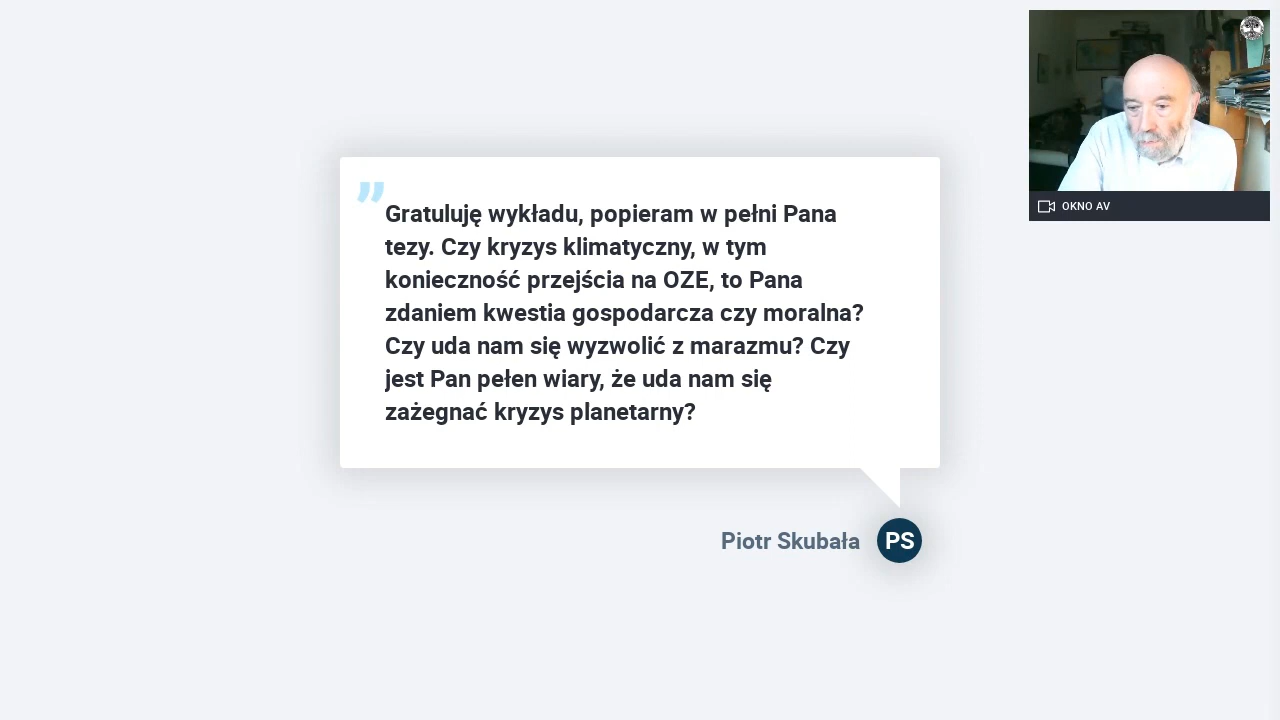 ”
Gratuluję wykładu, popieram w pełni Pana
tezy. Czy kryzys klimatyczny, w tym
konieczność przejścia na OZE, to Pana
zdaniem kwestia gospodarcza czy moralna?
Czy uda nam się wyzwolić z marazmu? Czy
jest Pan pełen wiary, że uda nam się
zażegnać kryzys planetarny?
Piotr Skubała PS
OKNO AV